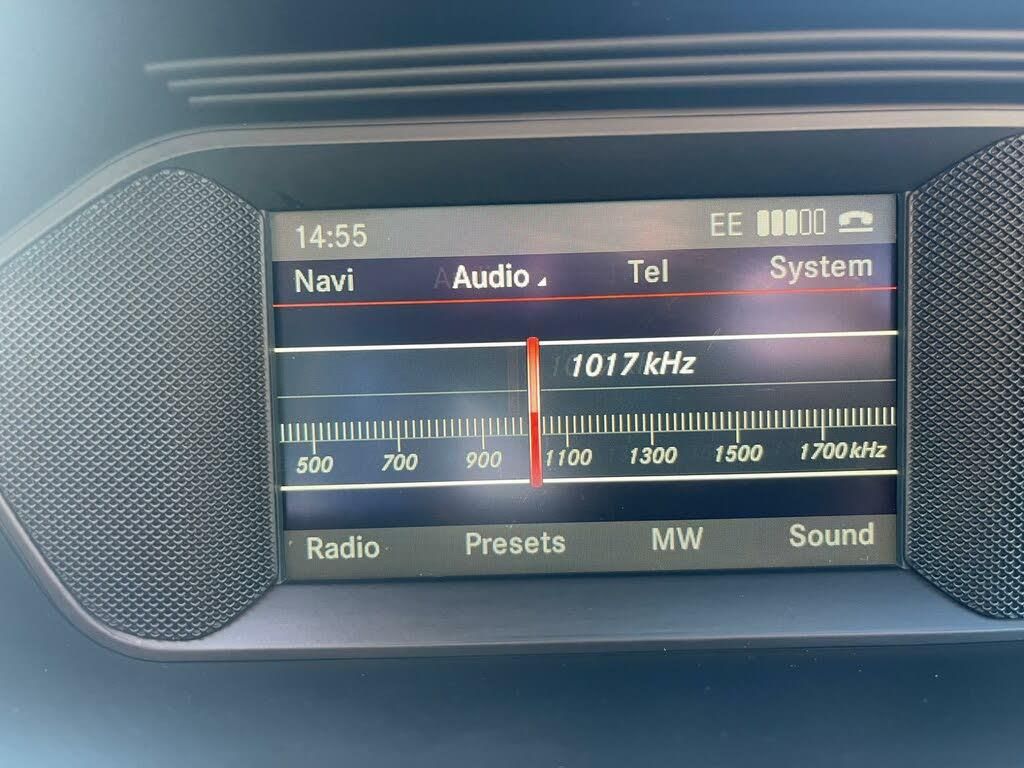 14:55 EE
Navi Audio Tel System
1017 kHz
500 700 900 1100 1300 1500 1700 kHz
Radio Presets MW Sound